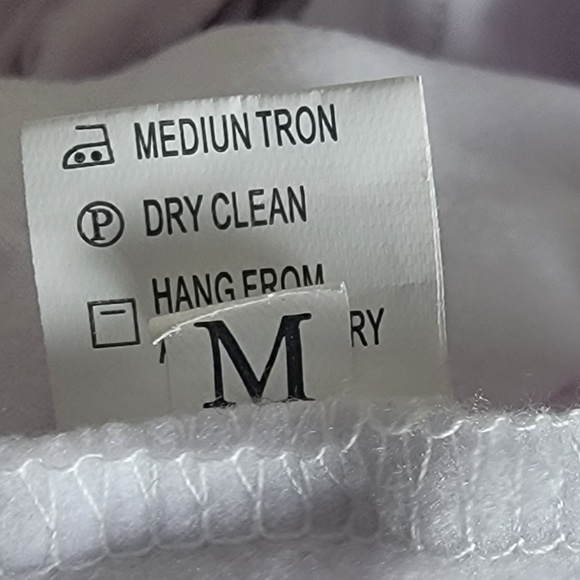 MEDIUN TRON
P DRY CLEAN
HANG FROM
RY
M